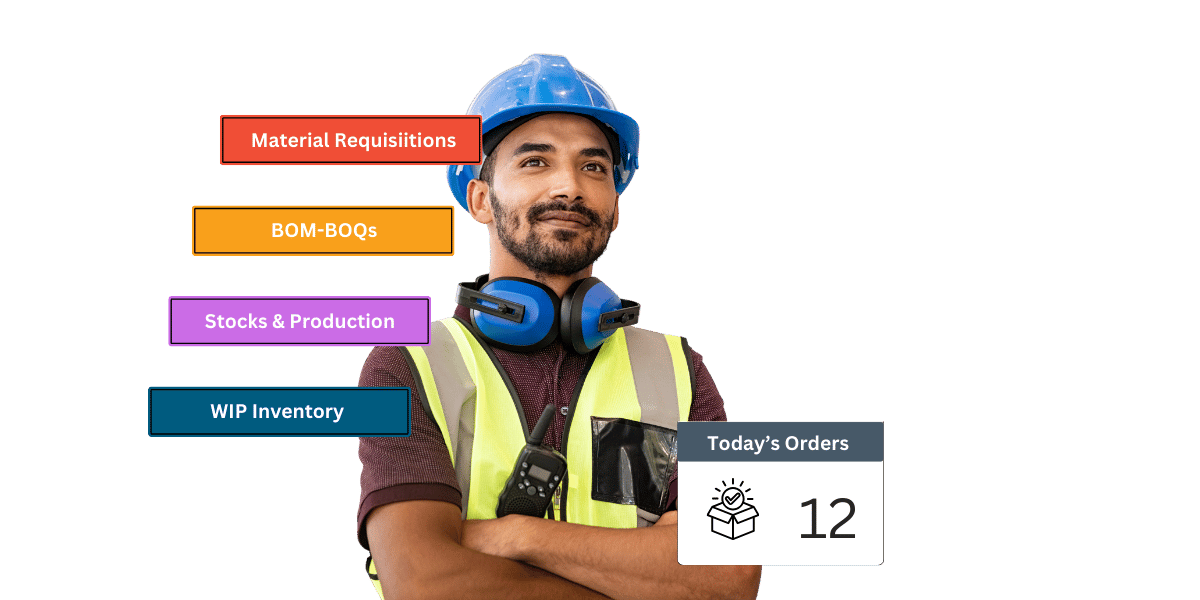 Material Requisiitions
BOM-BOQs
Stocks & Production
WIP Inventory
Today’s Orders
12